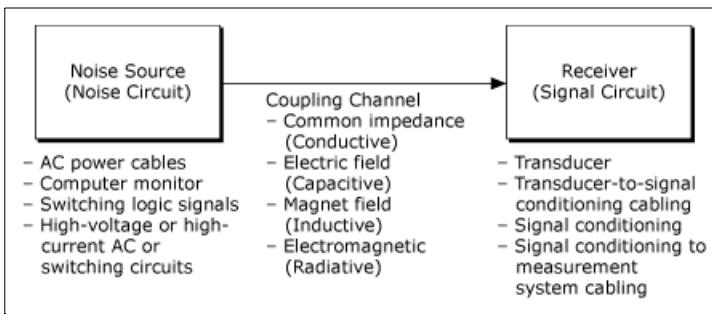 Noise Source
(Noise Circuit)
Receiver
(Signal Circuit)
Coupling Channel
– Common impedance
(Conductive)
– Electric field
(Capacitive)
– Magnet field
(Inductive)
– Electromagnetic
(Radiative)
– AC power cables
– Computer monitor
– Switching logic signals
– High-voltage or high-
current AC or
switching circuits
– Transducer
– Transducer-to-signal
conditioning cabling
– Signal conditioning
– Signal conditioning to
measurement
system cabling